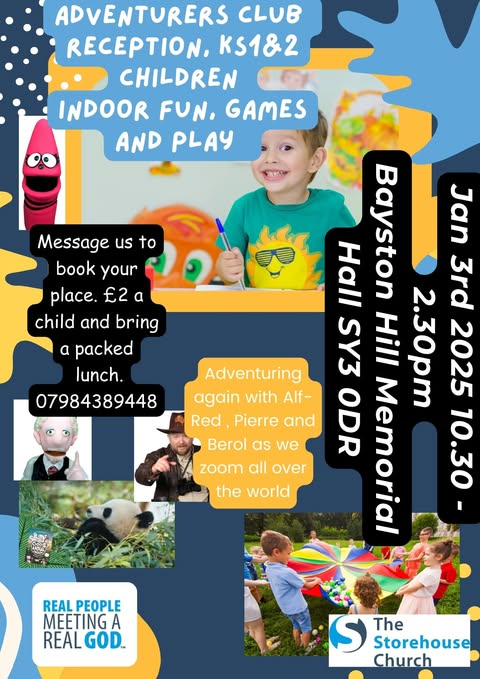 ADVENTURERS CLUB
RECEPTION, KS1&2
CHILDREN
INDOOR FUN, GAMES
AND PLAY
Jan 3rd 2025 10.30 -
2.30pm
Bayston Hill Memorial
Hall SY3 0DR
Message us to
book your
place. £2 a
child and bring
a packed
lunch.
07984389448
Adventuring
again with Alf-
Red , Pierre and
Berol as we
zoom all over
the world
REAL PEOPLE
MEETING A
REAL GOD
The
Storehouse
Church